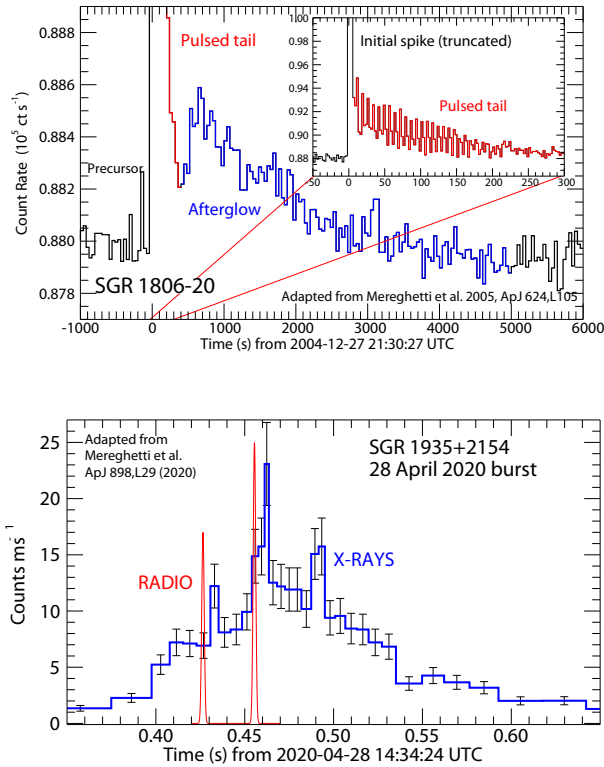 0.888
0.886
0.884
0.882
0.880
0.878
Count Rate (10⁵ ct s⁻¹)
Pulsed tail
Precursor
Afterglow
SGR 1806-20
Adapted from Mereghetti et al. 2005, ApJ 624,L105
-1000 0 1000 2000 3000 4000 5000 6000
Time (s) from 2004-12-27 21:30:27 UTC
1.00
0.98
0.96
0.94
0.92
0.90
0.88
Initial spike (truncated)
Pulsed tail
50 0 50 100 150 200 250 300
25
20
15
10
5
0
Counts ms⁻¹
Adapted from
Mereghetti et al.
ApJ 898,L29 (2020)
SGR 1935+2154
28 April 2020 burst
RADIO
X-RAYS
0.40 0.45 0.50 0.55 0.60
Time (s) from 2020-04-28 14:34:24 UTC